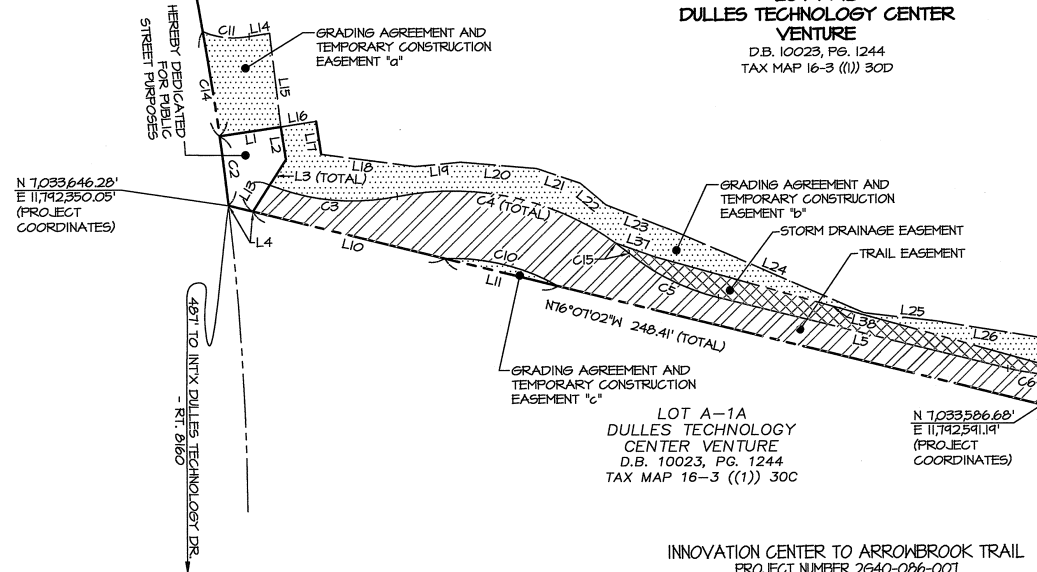 DULLES TECHNOLOGY CENTER
VENTURE
D.B. 10023, PG. 1244
TAX MAP 16-3 ((1)) 30D
HEREBY DEDICATED
FOR PUBLIC
STREET PURPOSES
C11
L14
GRADING AGREEMENT AND
TEMPORARY CONSTRUCTION
EASEMENT "a"
C14
L15
L16
L1
L2
L17
C2
L13
L3 (TOTAL)
L18
L19
L20
L21
L22
L23
L24
L25
L26
N 7,033,646.28'
E 11,792,350.05'
(PROJECT
COORDINATES)
L4
C3
C4 (TOTAL)
L10
C10
L11
C15
L37
C5
L38
L5
C6
GRADING AGREEMENT AND
TEMPORARY CONSTRUCTION
EASEMENT "b"
STORM DRAINAGE EASEMENT
TRAIL EASEMENT
N76°07'02"W 248.41' (TOTAL)
487' TO INT'X DULLES TECHNOLOGY DR.
- RT. 8160
GRADING AGREEMENT AND
TEMPORARY CONSTRUCTION
EASEMENT "c"
LOT A-1A
DULLES TECHNOLOGY
CENTER VENTURE
D.B. 10023, PG. 1244
TAX MAP 16-3 ((1)) 30C
N 7,033,586.68'
E 11,792,591.19'
(PROJECT
COORDINATES)
INNOVATION CENTER TO ARROWBROOK TRAIL
PROJECT NUMBER 2G40-086-007